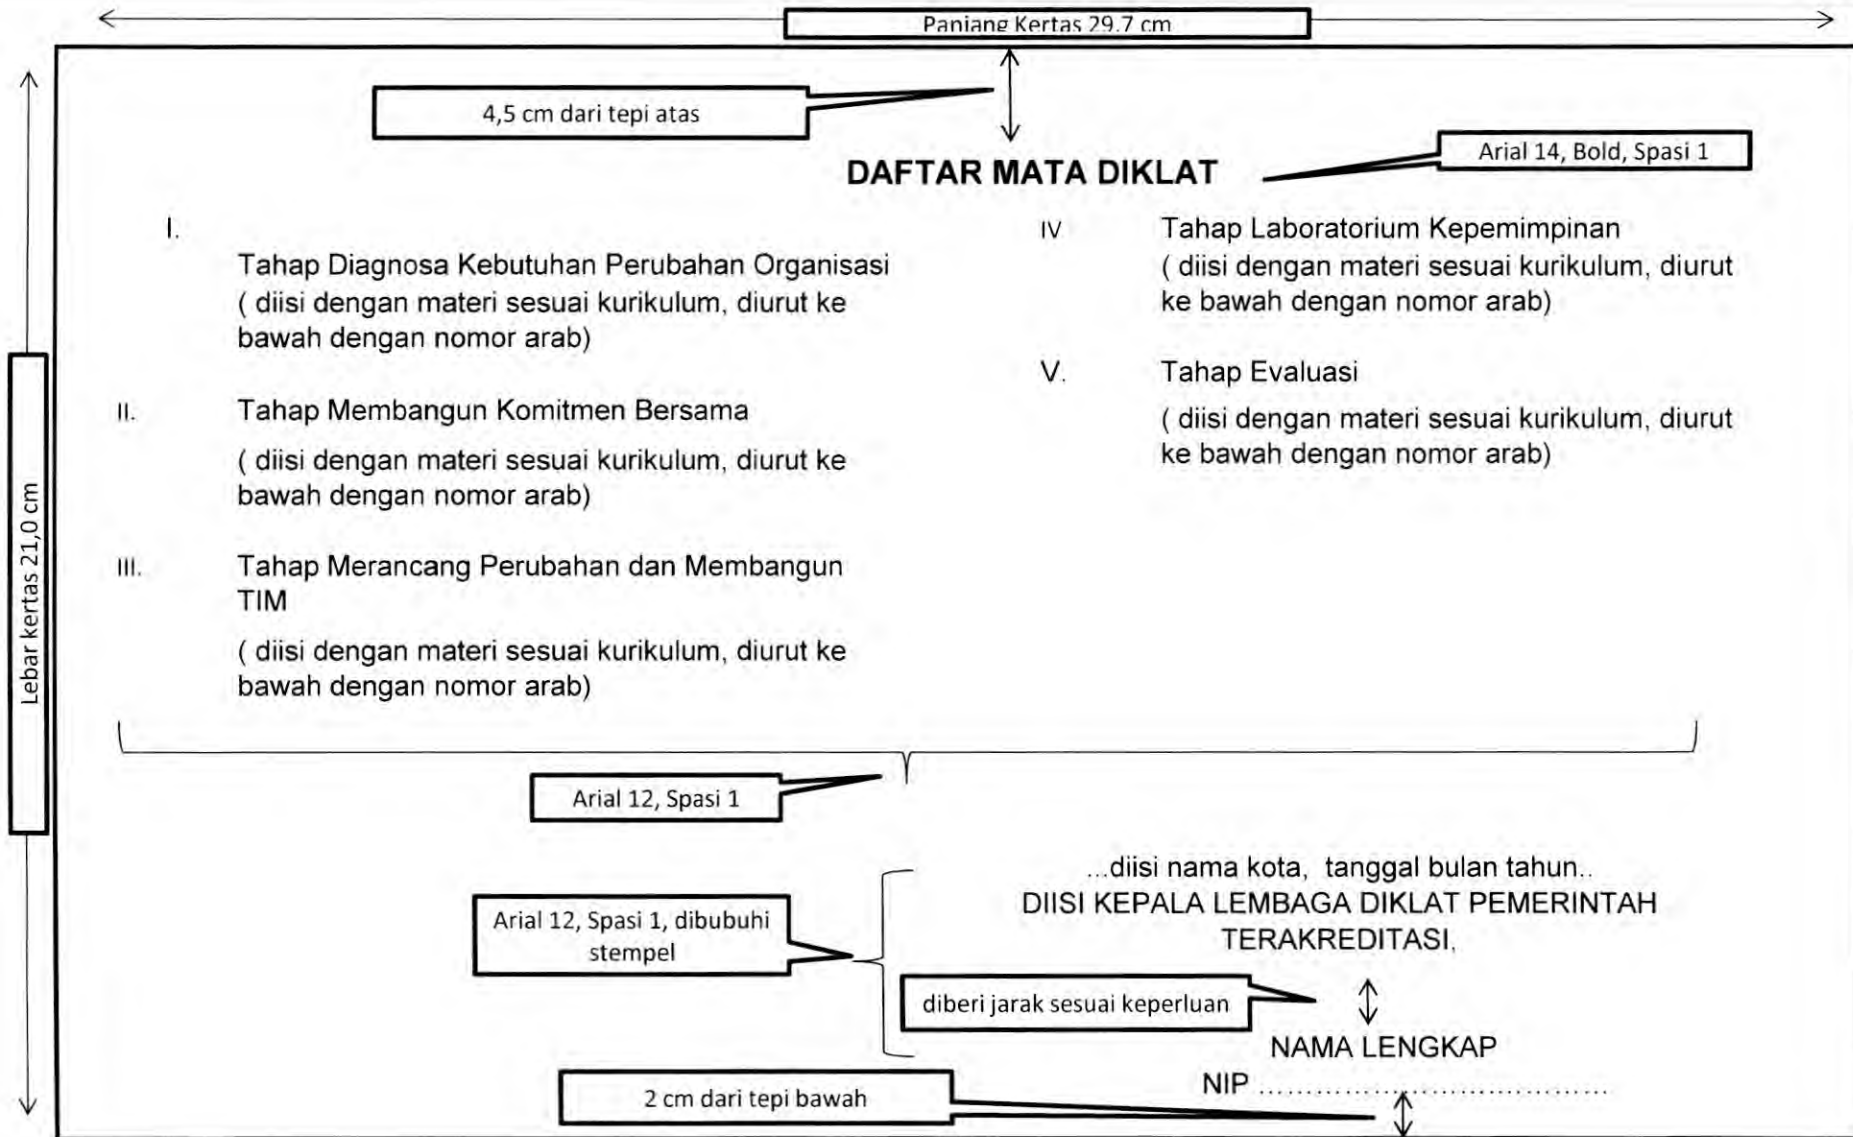 Panjang Kertas 29.7 cm
4,5 cm dari tepi atas
Arial 14, Bold, Spasi 1
DAFTAR MATA DIKLAT
I.
Tahap Diagnosa Kebutuhan Perubahan Organisasi
( diisi dengan materi sesuai kurikulum, diurut ke
bawah dengan nomor arab)
II. Tahap Membangun Komitmen Bersama
( diisi dengan materi sesuai kurikulum, diurut ke
bawah dengan nomor arab)
III. Tahap Merancang Perubahan dan Membangun
TIM
( diisi dengan materi sesuai kurikulum, diurut ke
bawah dengan nomor arab)
IV Tahap Laboratorium Kepemimpinan
( diisi dengan materi sesuai kurikulum, diurut
ke bawah dengan nomor arab)
V. Tahap Evaluasi
( diisi dengan materi sesuai kurikulum, diurut
ke bawah dengan nomor arab)
Lebar kertas 21,0 cm
Arial 12, Spasi 1
...diisi nama kota, tanggal bulan tahun..
DIISI KEPALA LEMBAGA DIKLAT PEMERINTAH
TERAKREDITASI,
Arial 12, Spasi 1, dibubuhi
stempel
diberi jarak sesuai keperluan
NAMA LENGKAP
NIP ....................................
2 cm dari tepi bawah